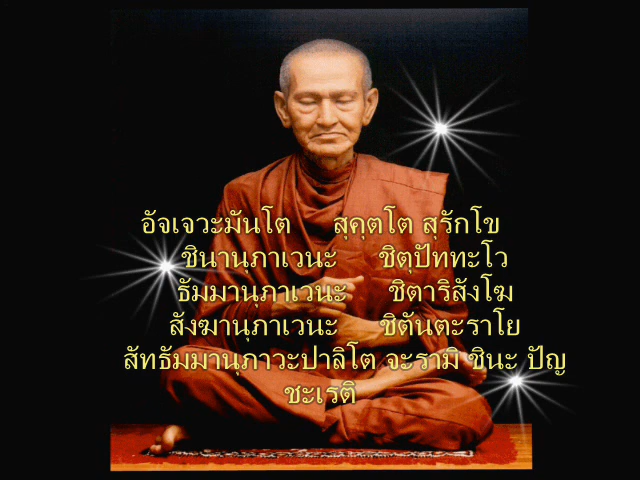 อัจเจวะมันโต สุคุตโต สุรักโข
ชินานุภาเวนะ ชิตุปัททะโว
ธัมมานุภาเวนะ ชิตาริสังโฆ
สังฆานุภาเวนะ ชิตันตะราโย
สัทธัมมานุภาวะปาลิโต จะรามิ ชินะ ปัญ
ชะเรติ